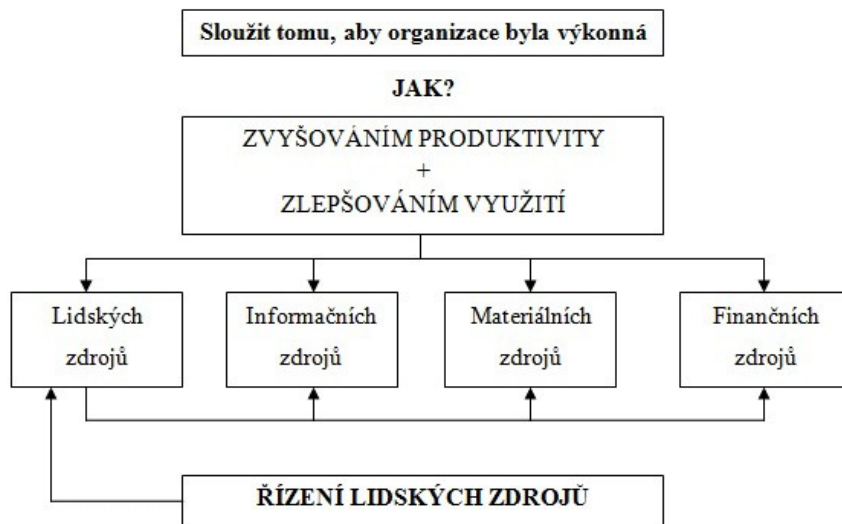 Sloužit tomu, aby organizace byla výkonná
JAK?
ZVYŠOVÁNÍM PRODUKTIVITY
+
ZLEPŠOVÁNÍM VYUŽITÍ
Lidských
zdrojů
Informačních
zdrojů
Materiálních
zdrojů
Finančních
zdrojů
ŘÍZENÍ LIDSKÝCH ZDROJŮ